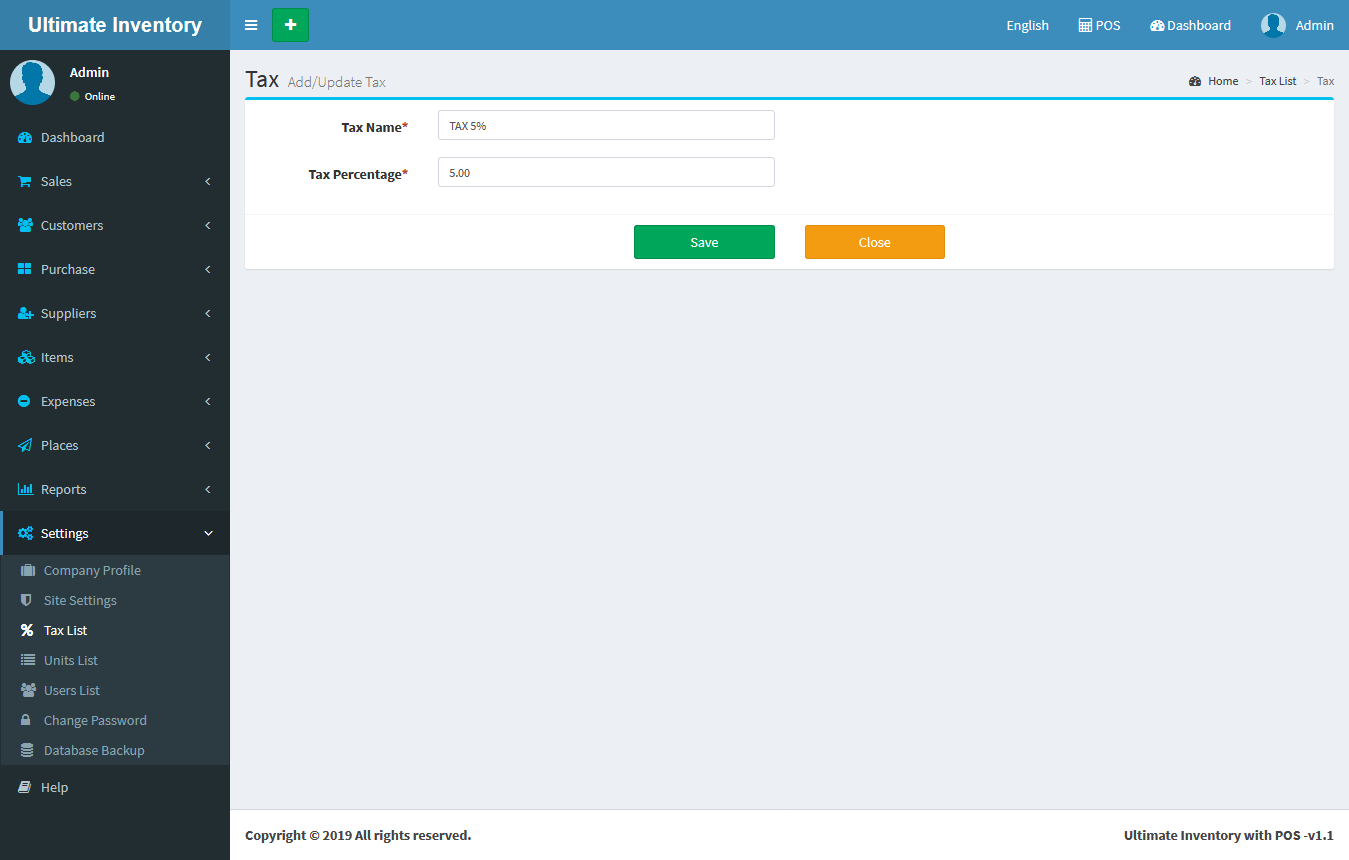 Ultimate Inventory
English
POS
Dashboard
Admin
Admin
Online
Dashboard
Sales
Customers
Purchase
Suppliers
Items
Expenses
Places
Reports
Settings
Company Profile
Site Settings
Tax List
Units List
Users List
Change Password
Database Backup
Help
Tax Add/Update Tax
Home > Tax List > Tax
Tax Name* TAX 5%
Tax Percentage* 5.00
Save Close
Copyright © 2019 All rights reserved.
Ultimate Inventory with POS -v1.1